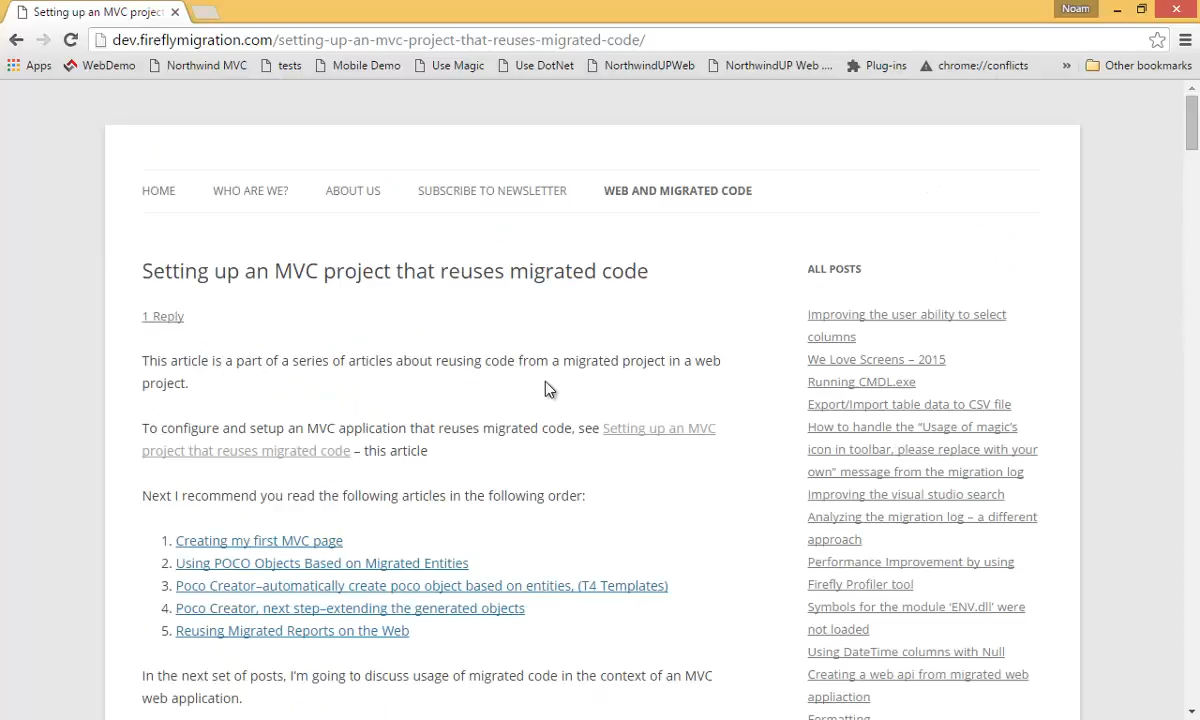 Setting up an MVC project
Noam
dev.fireflymigration.com/setting-up-an-mvc-project-that-reuses-migrated-code/
Apps WebDemo Northwind MVC tests Mobile Demo Use Magic Use DotNet NorthwindUPWeb NorthwindUP Web .... Plug-ins chrome://conflicts » Other bookmarks
HOME WHO ARE WE? ABOUT US SUBSCRIBE TO NEWSLETTER WEB AND MIGRATED CODE
Setting up an MVC project that reuses migrated code
1 Reply
This article is a part of a series of articles about reusing code from a migrated project in a web
project.
To configure and setup an MVC application that reuses migrated code, see Setting up an MVC
project that reuses migrated code – this article
Next I recommend you read the following articles in the following order:
1. Creating my first MVC page
2. Using POCO Objects Based on Migrated Entities
3. Poco Creator–automatically create poco object based on entities, (T4 Templates)
4. Poco Creator, next step–extending the generated objects
5. Reusing Migrated Reports on the Web
In the next set of posts, I'm going to discuss usage of migrated code in the context of an MVC
web application.
ALL POSTS
Improving the user ability to select
columns
We Love Screens – 2015
Running CMDL.exe
Export/Import table data to CSV file
How to handle the “Usage of magic's
icon in toolbar, please replace with your
own” message from the migration log
Improving the visual studio search
Analyzing the migration log – a different
approach
Performance Improvement by using
Firefly Profiler tool
Symbols for the module ‘ENV.dll’ were
not loaded
Using DateTime columns with Null
Creating a web api from migrated web
appliaction
Formatting